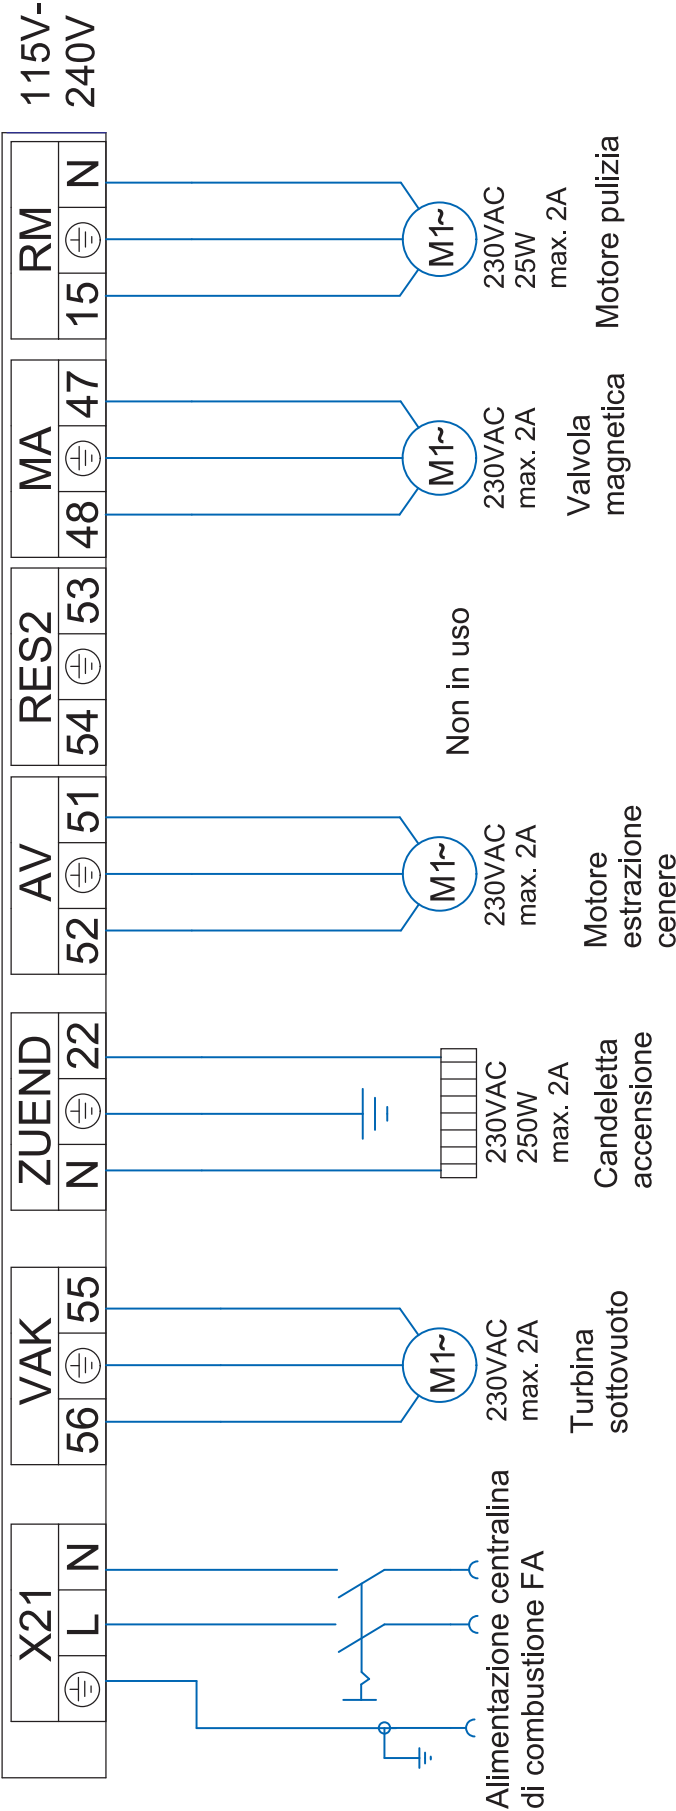 X21
L N
Alimentazione centralina
di combustione FA
VAK
56 55
M1~
230VAC
max. 2A
Turbina
sottovuoto
ZUEND
N 22
230VAC
250W
max. 2A
Candeletta
accensione
AV
52 51
M1~
230VAC
max. 2A
Motore
estrazione
cenere
RES2
54 53
Non in uso
MA
48 47
M1~
230VAC
max. 2A
Valvola
magnetica
RM
15 N
M1~
230VAC
25W
max. 2A
Motore pulizia
115V-
240V